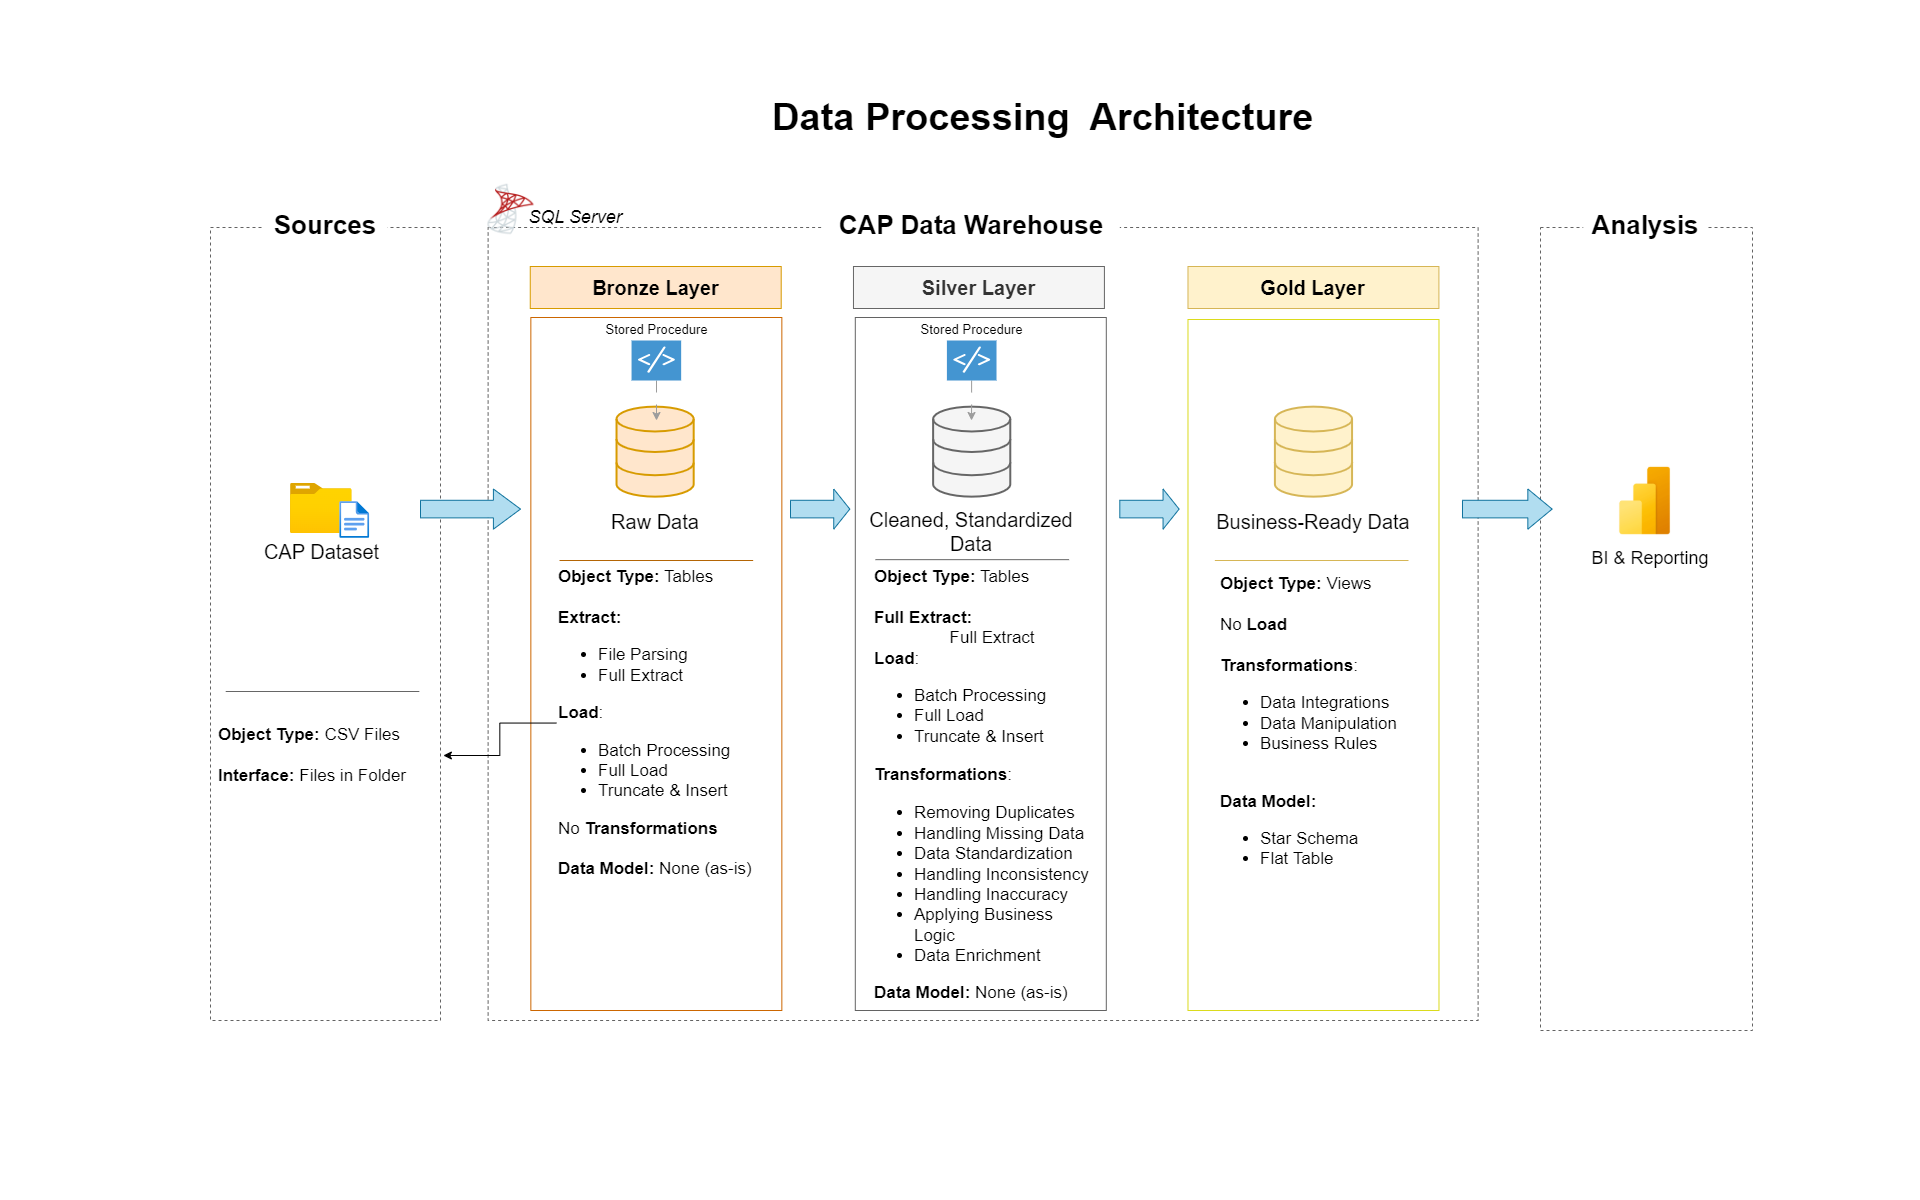 Data Processing  Architecture
Sources
SQL Server
CAP Data Warehouse
Analysis
CAP Dataset
Object Type: CSV Files
Interface: Files in Folder
Bronze Layer
Stored Procedure
</>
Raw Data
Object Type: Tables
Extract:
• File Parsing
• Full Extract
Load:
• Batch Processing
• Full Load
• Truncate & Insert
No Transformations
Data Model: None (as-is)
Silver Layer
Stored Procedure
</>
Cleaned, Standardized
Data
Object Type: Tables
Full Extract:
Full Extract
Load:
• Batch Processing
• Full Load
• Truncate & Insert
Transformations:
• Removing Duplicates
• Handling Missing Data
• Data Standardization
• Handling Inconsistency
• Handling Inaccuracy
• Applying Business
Logic
• Data Enrichment
Data Model: None (as-is)
Gold Layer
Business-Ready Data
Object Type: Views
No Load
Transformations:
• Data Integrations
• Data Manipulation
• Business Rules
Data Model:
• Star Schema
• Flat Table
BI & Reporting